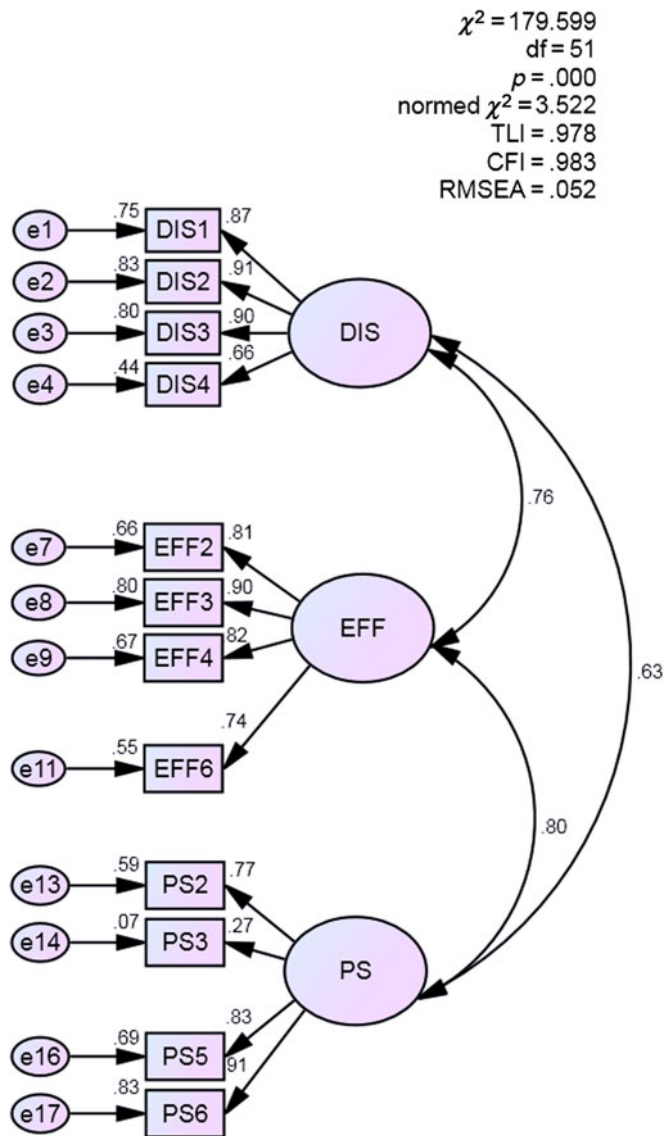 χ² = 179.599
df = 51
p = .000
normed χ² = 3.522
TLI = .978
CFI = .983
RMSEA = .052
e1 .75 DIS1 .87
e2 .83 DIS2 .91
e3 .80 DIS3 .90
e4 .44 DIS4 .66
DIS
.76
e7 .66 EFF2 .81
e8 .80 EFF3 .90
e9 .67 EFF4 .82
EFF
.63
e11 .55 EFF6 .74
.80
e13 .59 PS2 .77
e14 .07 PS3 .27
PS
e16 .69 PS5 .83
e17 .83 PS6 91